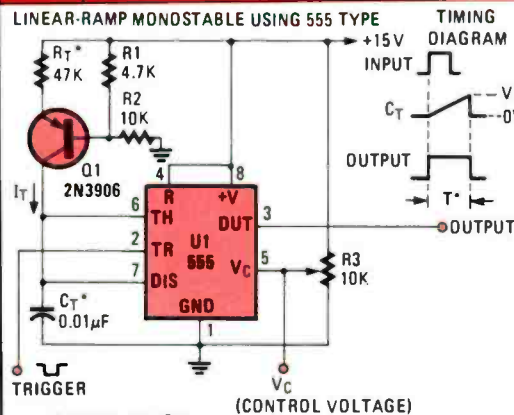 LINEAR-RAMP MONOSTABLE USING 555 TYPE
TIMING
DIAGRAM
+15V
INPUT
RT*
47K
R1
4.7K
R2
10K
CT
V
0V
OUTPUT
T*
Q1
2N3906
IT
4
8
R
+V
6
TH
DUT
3
OUTPUT
2
TR
U1
555
VC
5
R3
10K
7
DIS
GND
CT*
0.01μF
1
TRIGGER
VC
(CONTROL VOLTAGE)